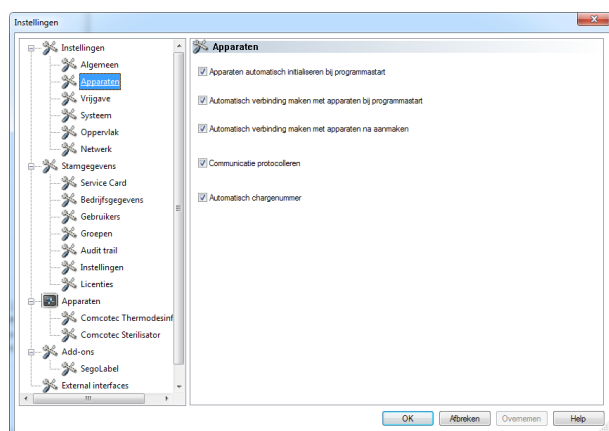 Instellingen
Instellingen
Algemeen
Apparaten
Vrijgave
Systeem
Oppervlak
Netwerk
Stamgegevens
Service Card
Bedrijfsgegevens
Gebruikers
Groepen
Audit trail
Instellingen
Licenties
Apparaten
Comcotec Thermodesinf
Comcotec Sterilisator
Add-ons
SegoLabel
External interfaces
Apparaten
Apparaten automatisch initialiseren bij programmastart
Automatisch verbinding maken met apparaten bij programmastart
Automatisch verbinding maken met apparaten na aanmaken
Communicatie protocolleren
Automatisch chargenummer
OK Afbreken Overnemen Help